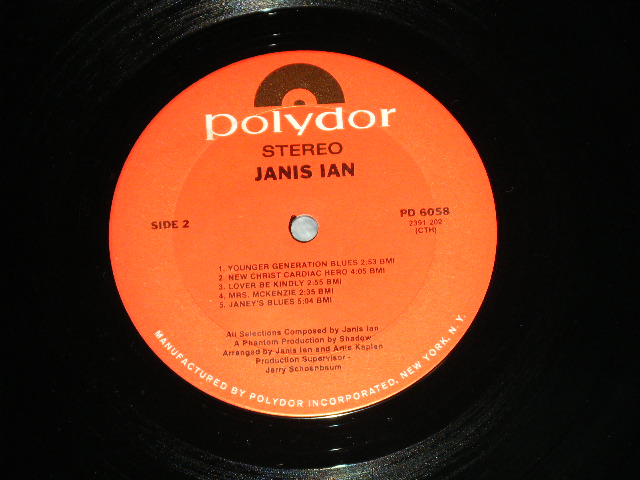 polydor
STEREO
JANIS IAN
SIDE 2
PD 6058
2391 202
(CTH)
1. YOUNGER GENERATION BLUES 2:53 BMI
2. NEW CHRIST CARDIAC HERO 4:05 BMI
3. LOVER BE KINDLY 2:55 BMI
4. MRS. MCKENZIE 2:35 BMI
5. JANEY'S BLUES 5:04 BMI
All Selections Composed by Janis Ian
A Phantom Production by Shadow
Arranged by Janis Ian and Artie Kaplan
Production Supervisor -
Jerry Schoenbaum
MANUFACTURED BY POLYDOR INCORPORATED, NEW YORK, N.Y.